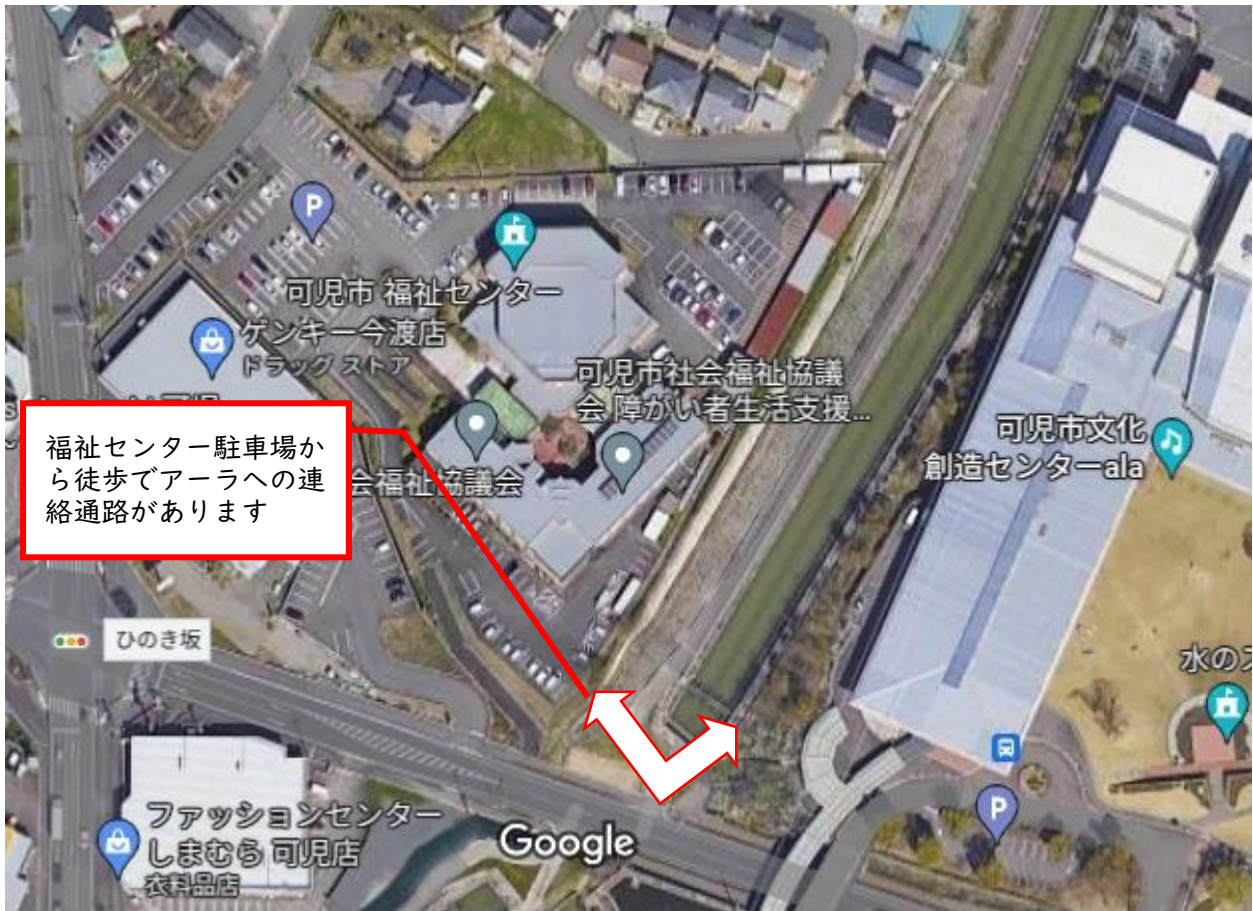 可児市 福祉センター
ゲンキー今渡店
ドラッグ ストア
可児市社会福祉協議
会 障がい者生活支援...
福祉センター駐車場か
ら徒歩でアーラへの連
絡通路があります
会福祉協議会
可児市文化
創造センターala
ひのき坂
水のス
P
P
ファッションセンター
しまむら 可児店
衣料品店
Google